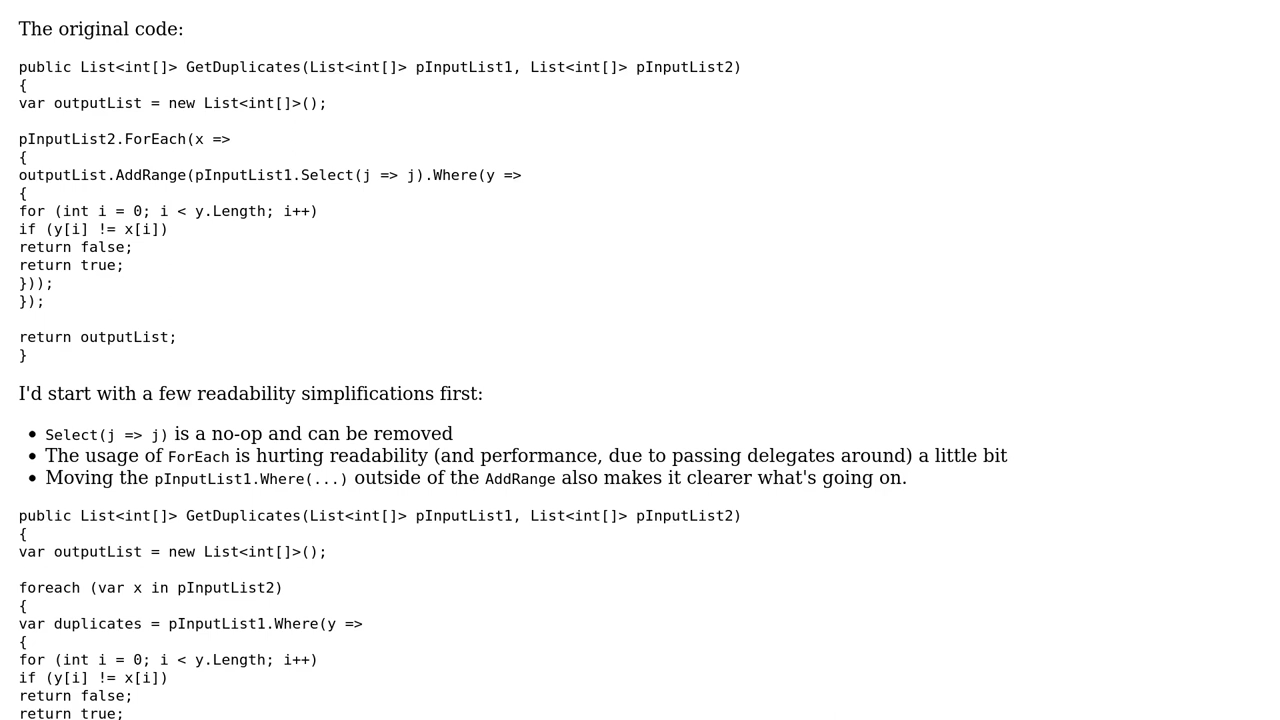 The original code:
public List<int[]> GetDuplicates(List<int[]> pInputList1, List<int[]> pInputList2)
{
var outputList = new List<int[]>();
pInputList2.ForEach(x =>
{
outputList.AddRange(pInputList1.Select(j => j).Where(y =>
{
for (int i = 0; i < y.Length; i++)
if (y[i] != x[i])
return false;
return true;
}));
});
return outputList;
}
I'd start with a few readability simplifications first:
• Select(j => j) is a no-op and can be removed
• The usage of ForEach is hurting readability (and performance, due to passing delegates around) a little bit
• Moving the pInputList1.Where(...) outside of the AddRange also makes it clearer what's going on.
public List<int[]> GetDuplicates(List<int[]> pInputList1, List<int[]> pInputList2)
{
var outputList = new List<int[]>();
foreach (var x in pInputList2)
{
var duplicates = pInputList1.Where(y =>
{
for (int i = 0; i < y.Length; i++)
if (y[i] != x[i])
return false;
return true;